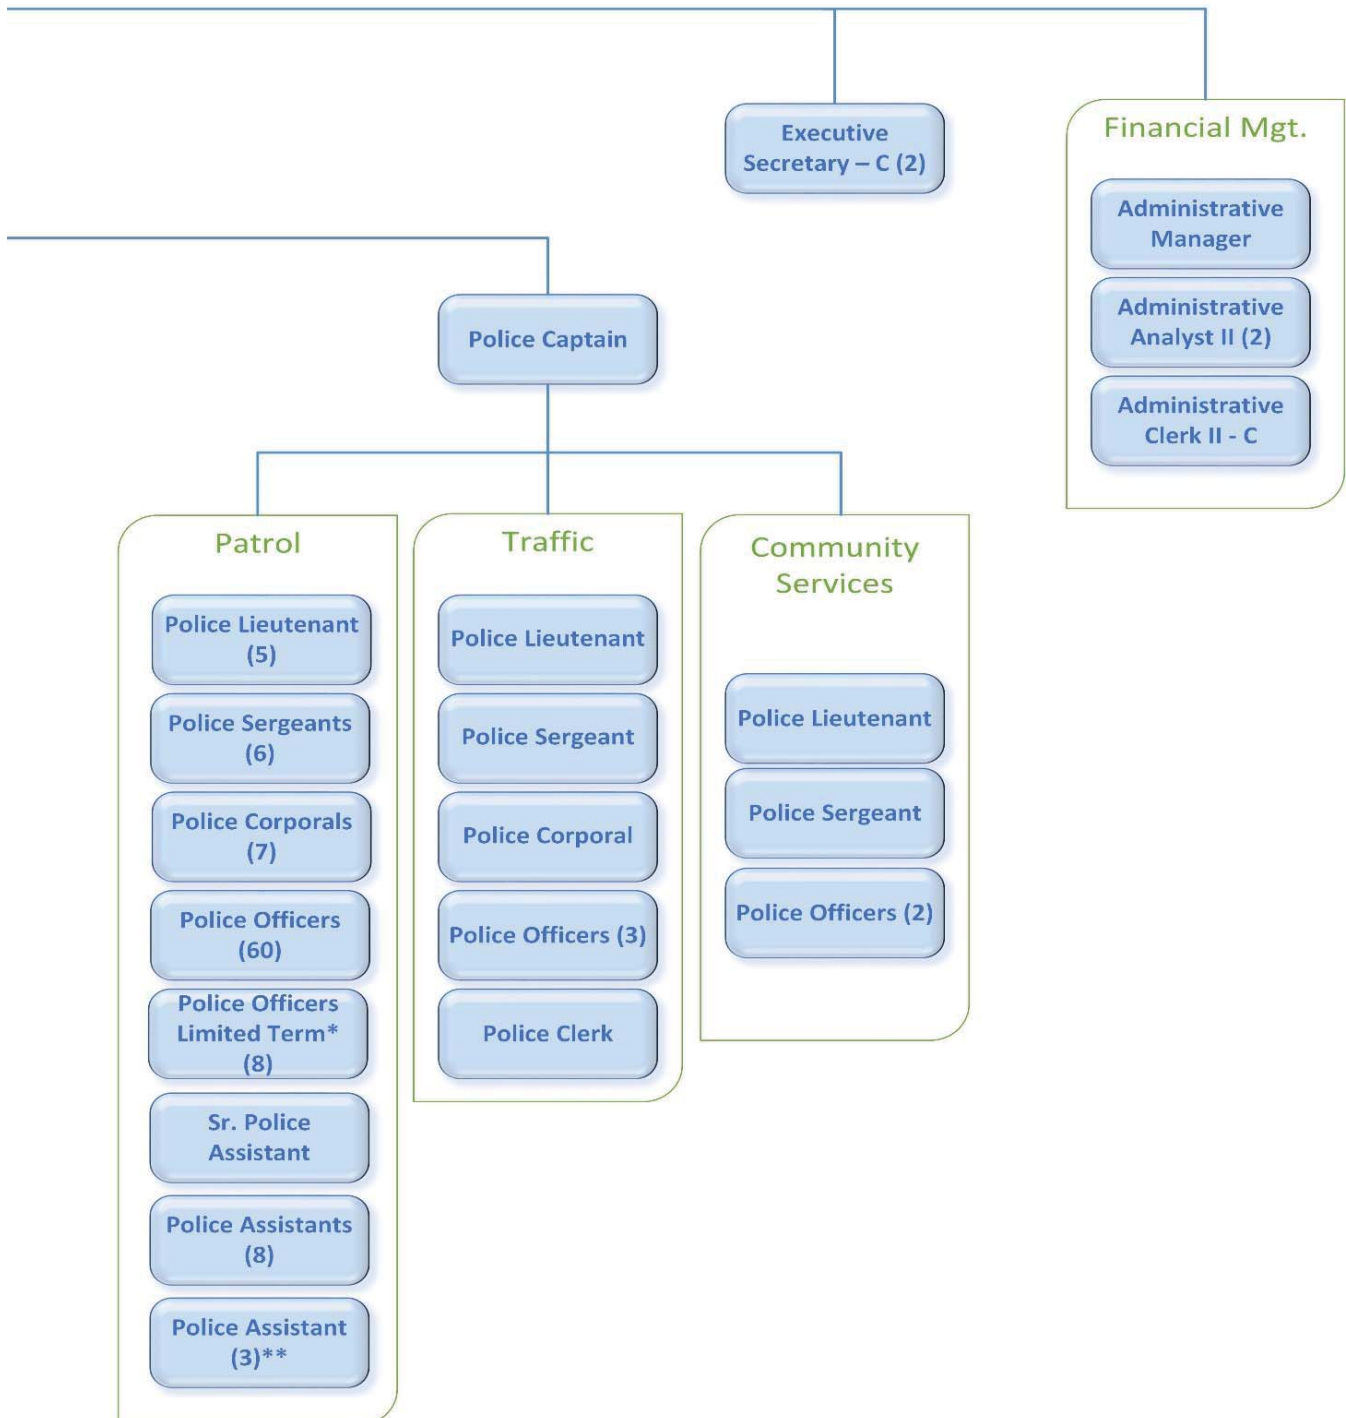 Executive
Secretary – C (2)
Financial Mgt.
Administrative
Manager
Administrative
Analyst II (2)
Administrative
Clerk II - C
Police Captain
Patrol
Police Lieutenant
(5)
Police Sergeants
(6)
Police Corporals
(7)
Police Officers
(60)
Police Officers
Limited Term*
(8)
Sr. Police
Assistant
Police Assistants
(8)
Police Assistant
(3)**
Traffic
Police Lieutenant
Police Sergeant
Police Corporal
Police Officers (3)
Police Clerk
Community
Services
Police Lieutenant
Police Sergeant
Police Officers (2)